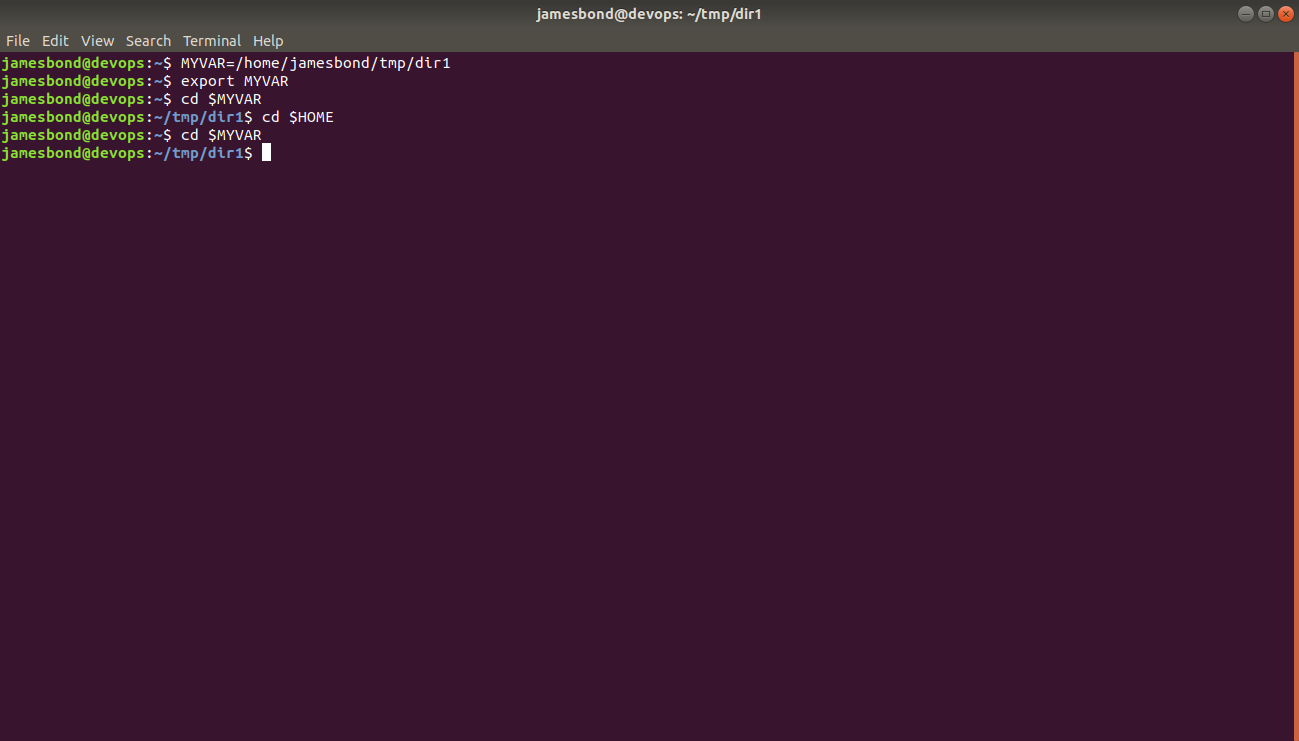 jamesbond@devops: ~/tmp/dir1
File Edit View Search Terminal Help
jamesbond@devops:~$ MYVAR=/home/jamesbond/tmp/dir1
jamesbond@devops:~$ export MYVAR
jamesbond@devops:~$ cd $MYVAR
jamesbond@devops:~/tmp/dir1$ cd $HOME
jamesbond@devops:~$ cd $MYVAR
jamesbond@devops:~/tmp/dir1$